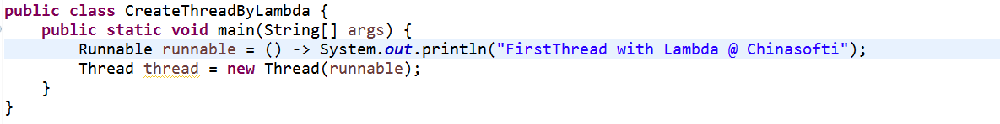 public class CreateThreadByLambda {
    public static void main(String[] args) {
        Runnable runnable = () -> System.out.println("FirstThread with Lambda @ Chinasofti");
        Thread thread = new Thread(runnable);
    }
}